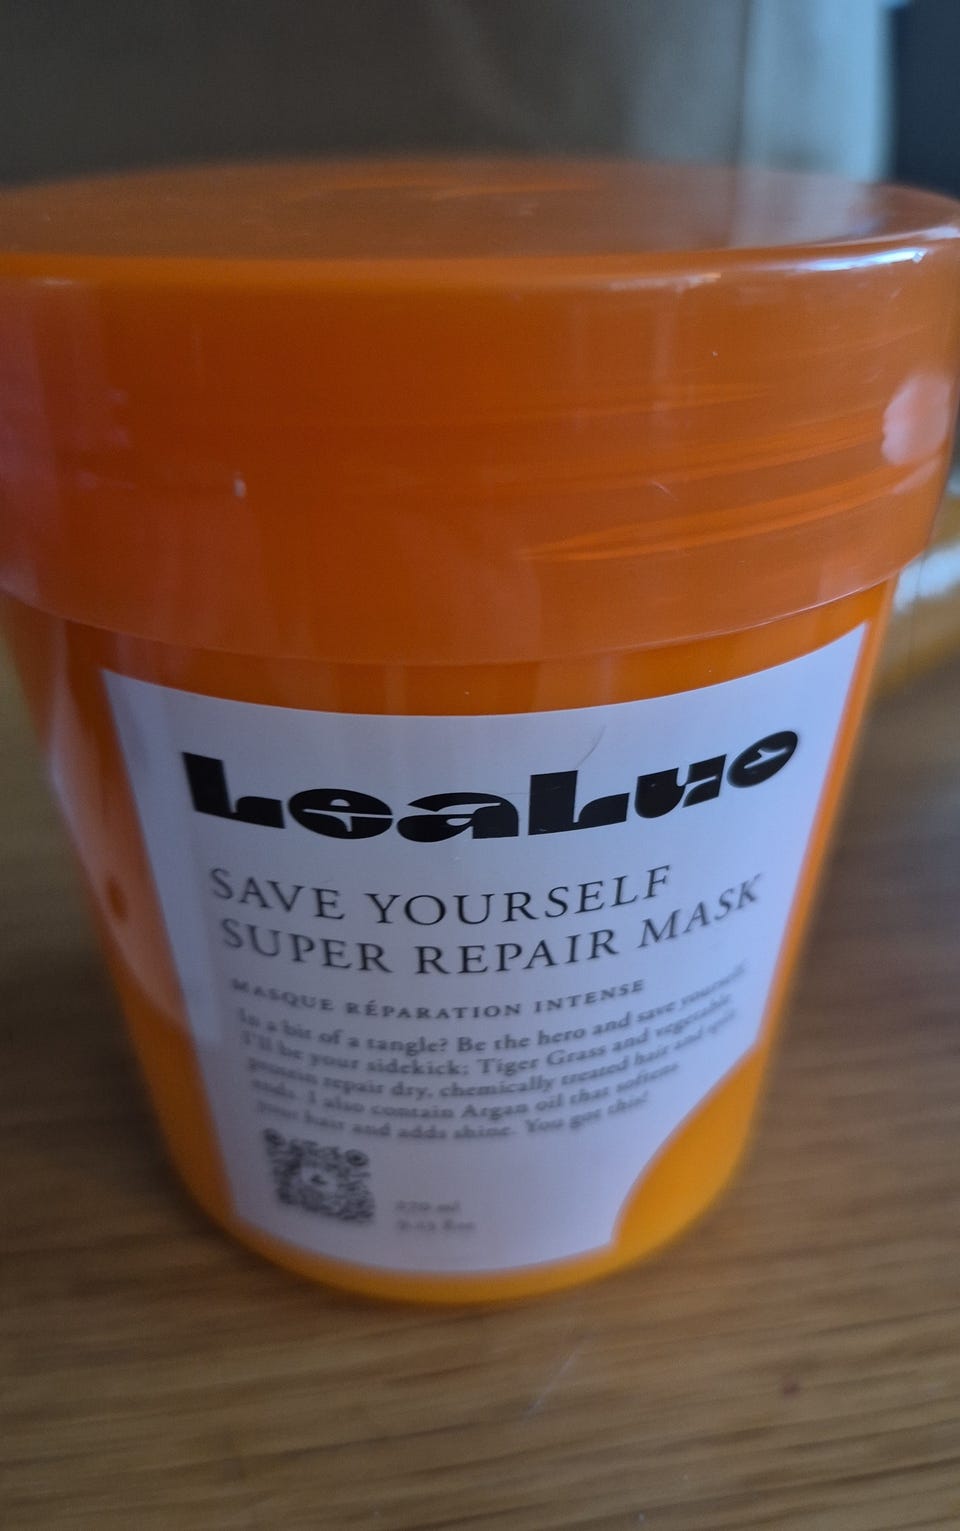 LeaLuo
SAVE YOURSELF
SUPER REPAIR MASK
MASQUE RÉPARATION INTENSE
In a bit of a tangle? Be the hero and save yourself.
I'll be your sidekick: Tiger Grass and vegetable
protein repair dry, chemically treated hair and split
ends. I also contain Argan oil that softens
your hair and adds shine. You got this!
270 ml